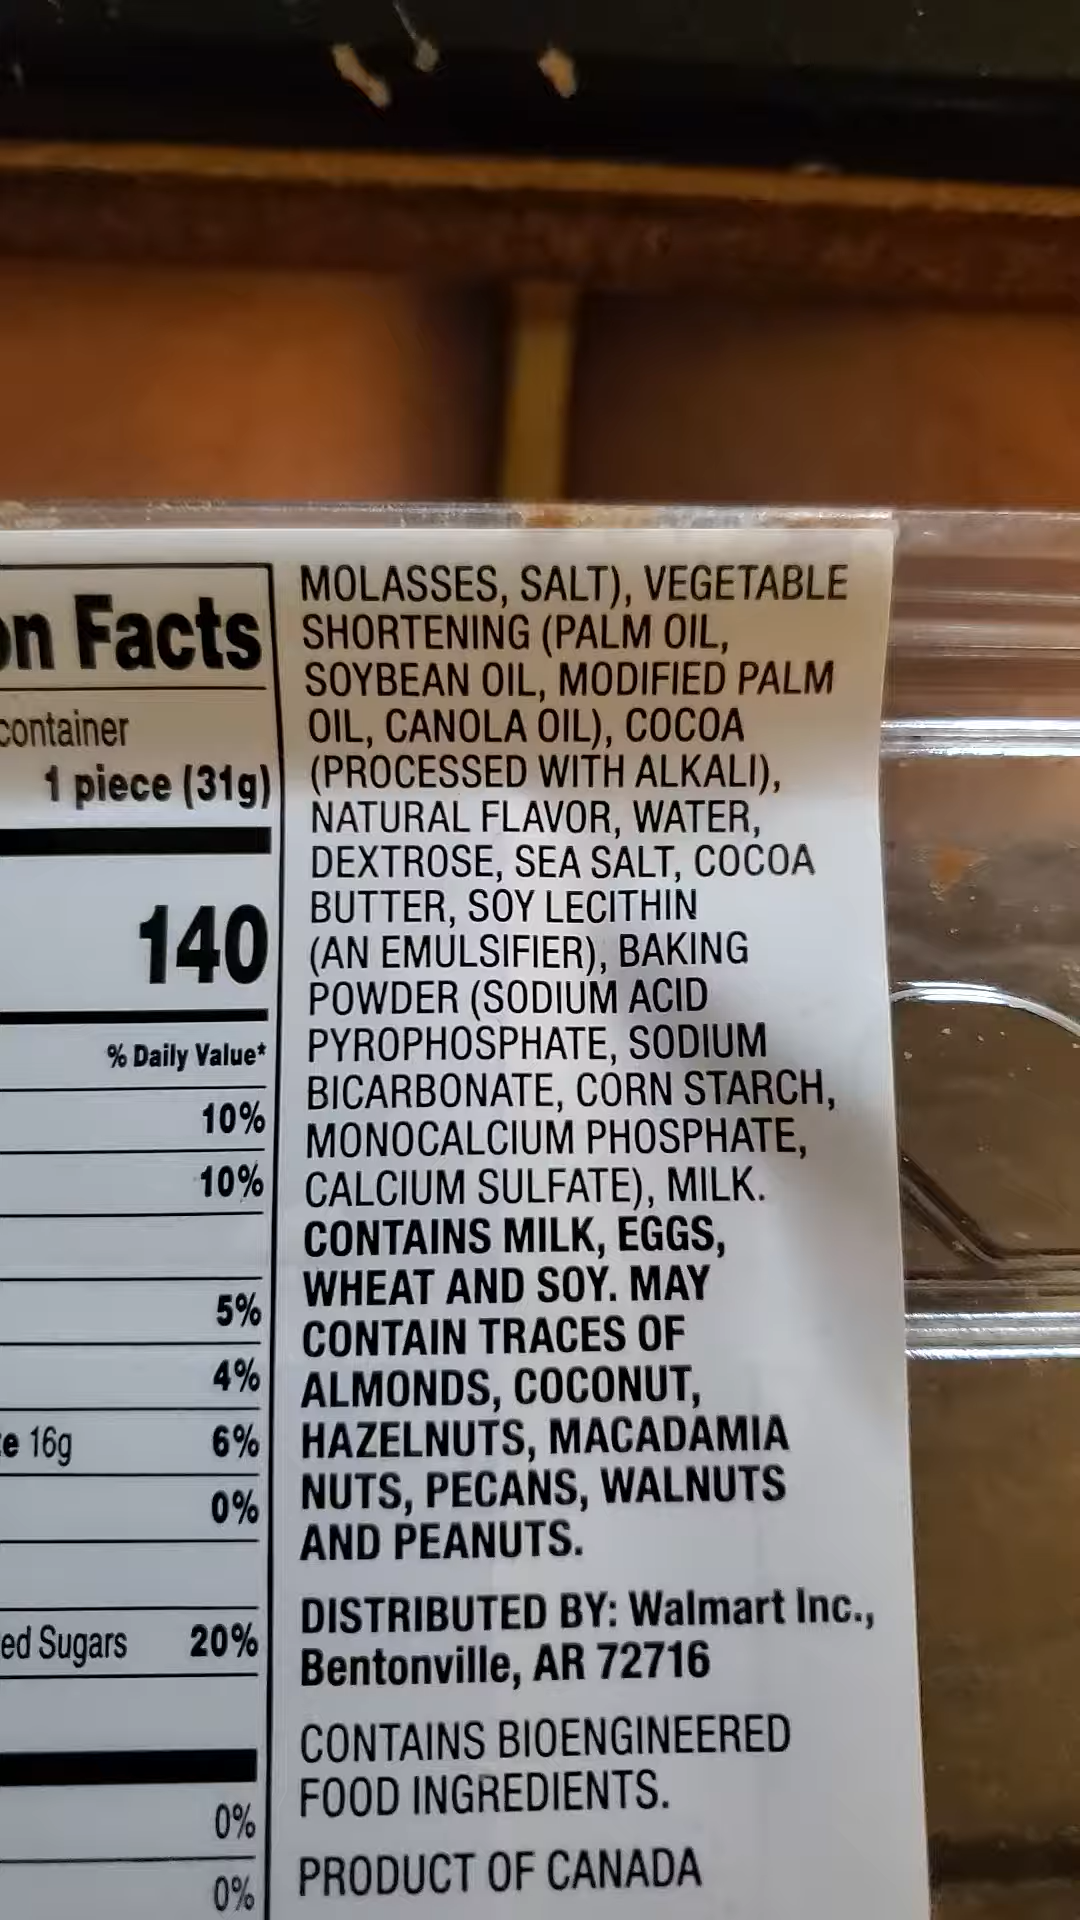 on Facts
container
1 piece (31g)
140
% Daily Value*
10%
10%
5%
4%
e 16g 6%
0%
ed Sugars 20%
0%
0%
MOLASSES, SALT), VEGETABLE
SHORTENING (PALM OIL,
SOYBEAN OIL, MODIFIED PALM
OIL, CANOLA OIL), COCOA
(PROCESSED WITH ALKALI),
NATURAL FLAVOR, WATER,
DEXTROSE, SEA SALT, COCOA
BUTTER, SOY LECITHIN
(AN EMULSIFIER), BAKING
POWDER (SODIUM ACID
PYROPHOSPHATE, SODIUM
BICARBONATE, CORN STARCH,
MONOCALCIUM PHOSPHATE,
CALCIUM SULFATE), MILK.
CONTAINS MILK, EGGS,
WHEAT AND SOY. MAY
CONTAIN TRACES OF
ALMONDS, COCONUT,
HAZELNUTS, MACADAMIA
NUTS, PECANS, WALNUTS
AND PEANUTS.
DISTRIBUTED BY: Walmart Inc.,
Bentonville, AR 72716
CONTAINS BIOENGINEERED
FOOD INGREDIENTS.
PRODUCT OF CANADA